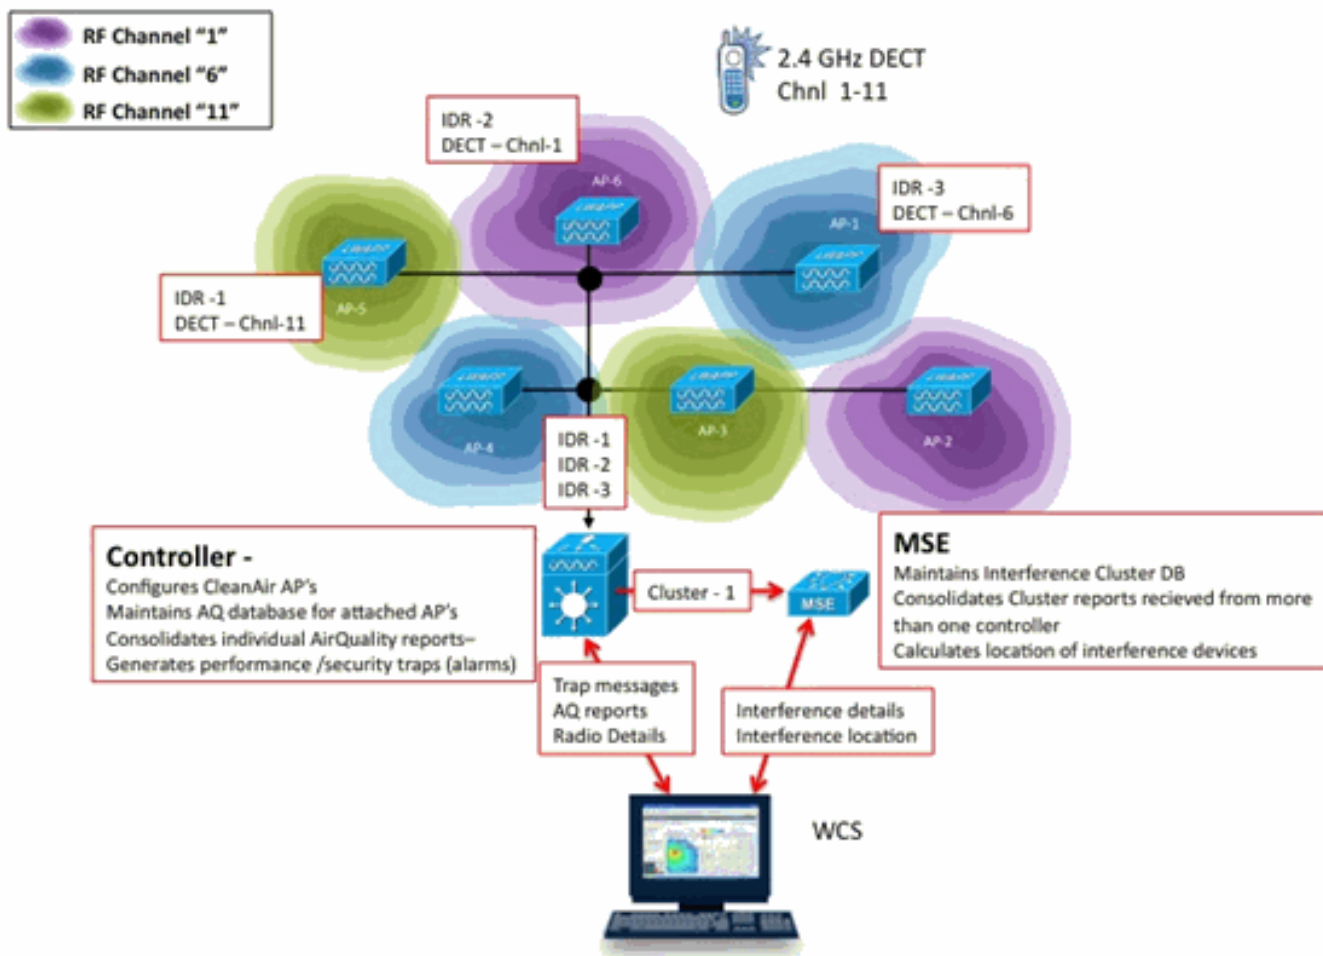 RF Channel “1”
RF Channel “6”
RF Channel “11”
2.4 GHz DECT
Chnl 1-11
IDR -2
DECT – Chnl-1
AP-6
IDR -3
DECT – Chnl-6
AP-1
IDR -1
DECT – Chnl-11
AP-5
AP-4
AP-3
AP-2
IDR -1
IDR -2
IDR -3
Controller -
Configures CleanAir AP’s
Maintains AQ database for attached AP’s
Consolidates individual AirQuality reports–
Generates performance /security traps (alarms)
Cluster - 1
MSE
MSE
Maintains Interference Cluster DB
Consolidates Cluster reports recieved from more
than one controller
Calculates location of interference devices
Trap messages
AQ reports
Radio Details
Interference details
Interference location
WCS